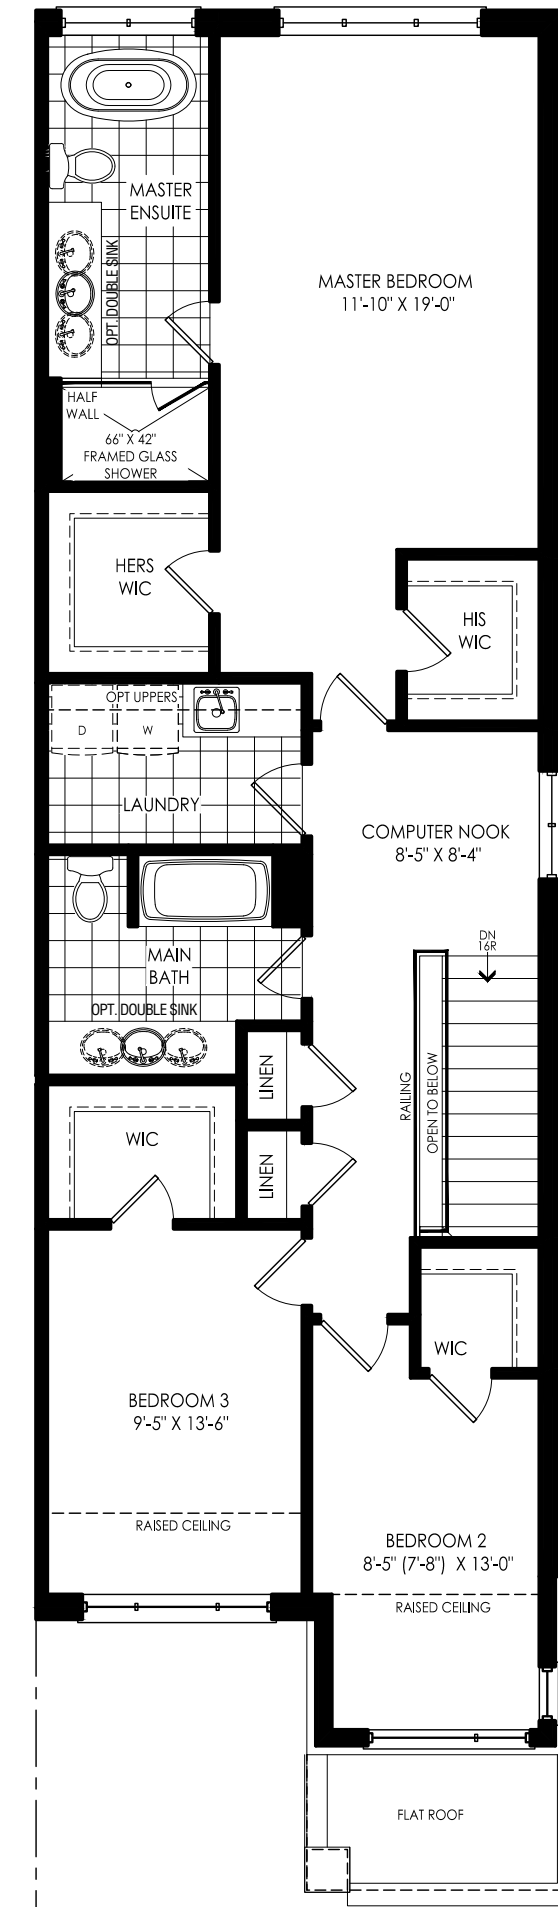 MASTER
ENSUITE
OPT. DOUBLE SINK
MASTER BEDROOM
11'-10" X 19'-0"
HALF
WALL
66" X 42"
FRAMED GLASS
SHOWER
HERS
WIC
HIS
WIC
OPT UPPERS
D
W
LAUNDRY
COMPUTER NOOK
8'-5" X 8'-4"
MAIN
BATH
OPT. DOUBLE SINK
DN
16R
LINEN
RAILING
OPEN TO BELOW
WIC
LINEN
WIC
BEDROOM 3
9'-5" X 13'-6"
RAISED CEILING
BEDROOM 2
8'-5" (7'-8") X 13'-0"
RAISED CEILING
FLAT ROOF